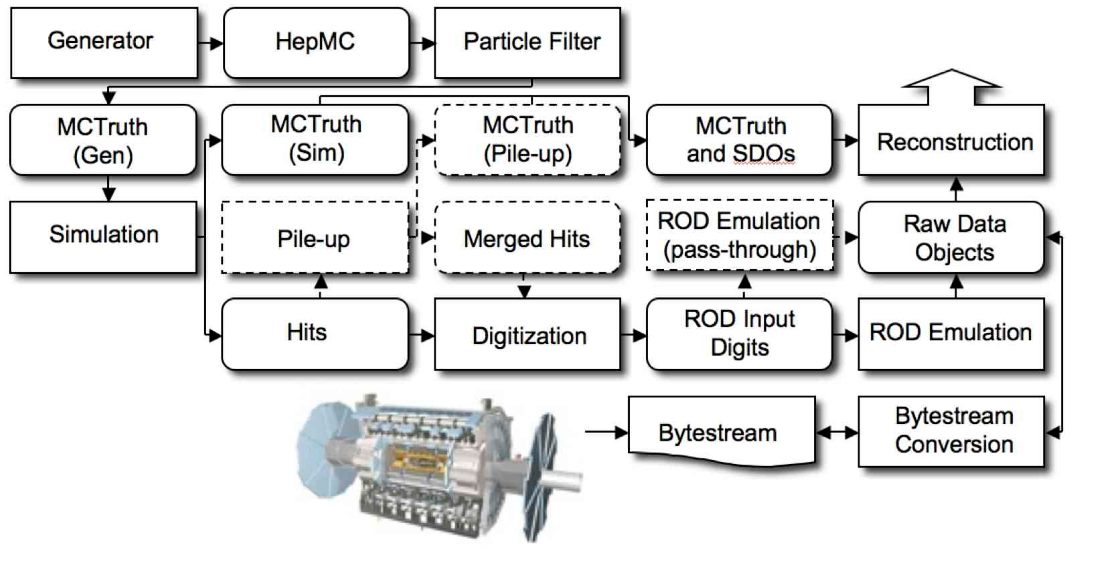 Generator
HepMC
Particle Filter
MCTruth
(Gen)
MCTruth
(Sim)
MCTruth
(Pile-up)
MCTruth
and SDOs
Reconstruction
Simulation
Pile-up
Merged Hits
ROD Emulation
(pass-through)
Raw Data
Objects
Hits
Digitization
ROD Input
Digits
ROD Emulation
Bytestream
Bytestream
Conversion